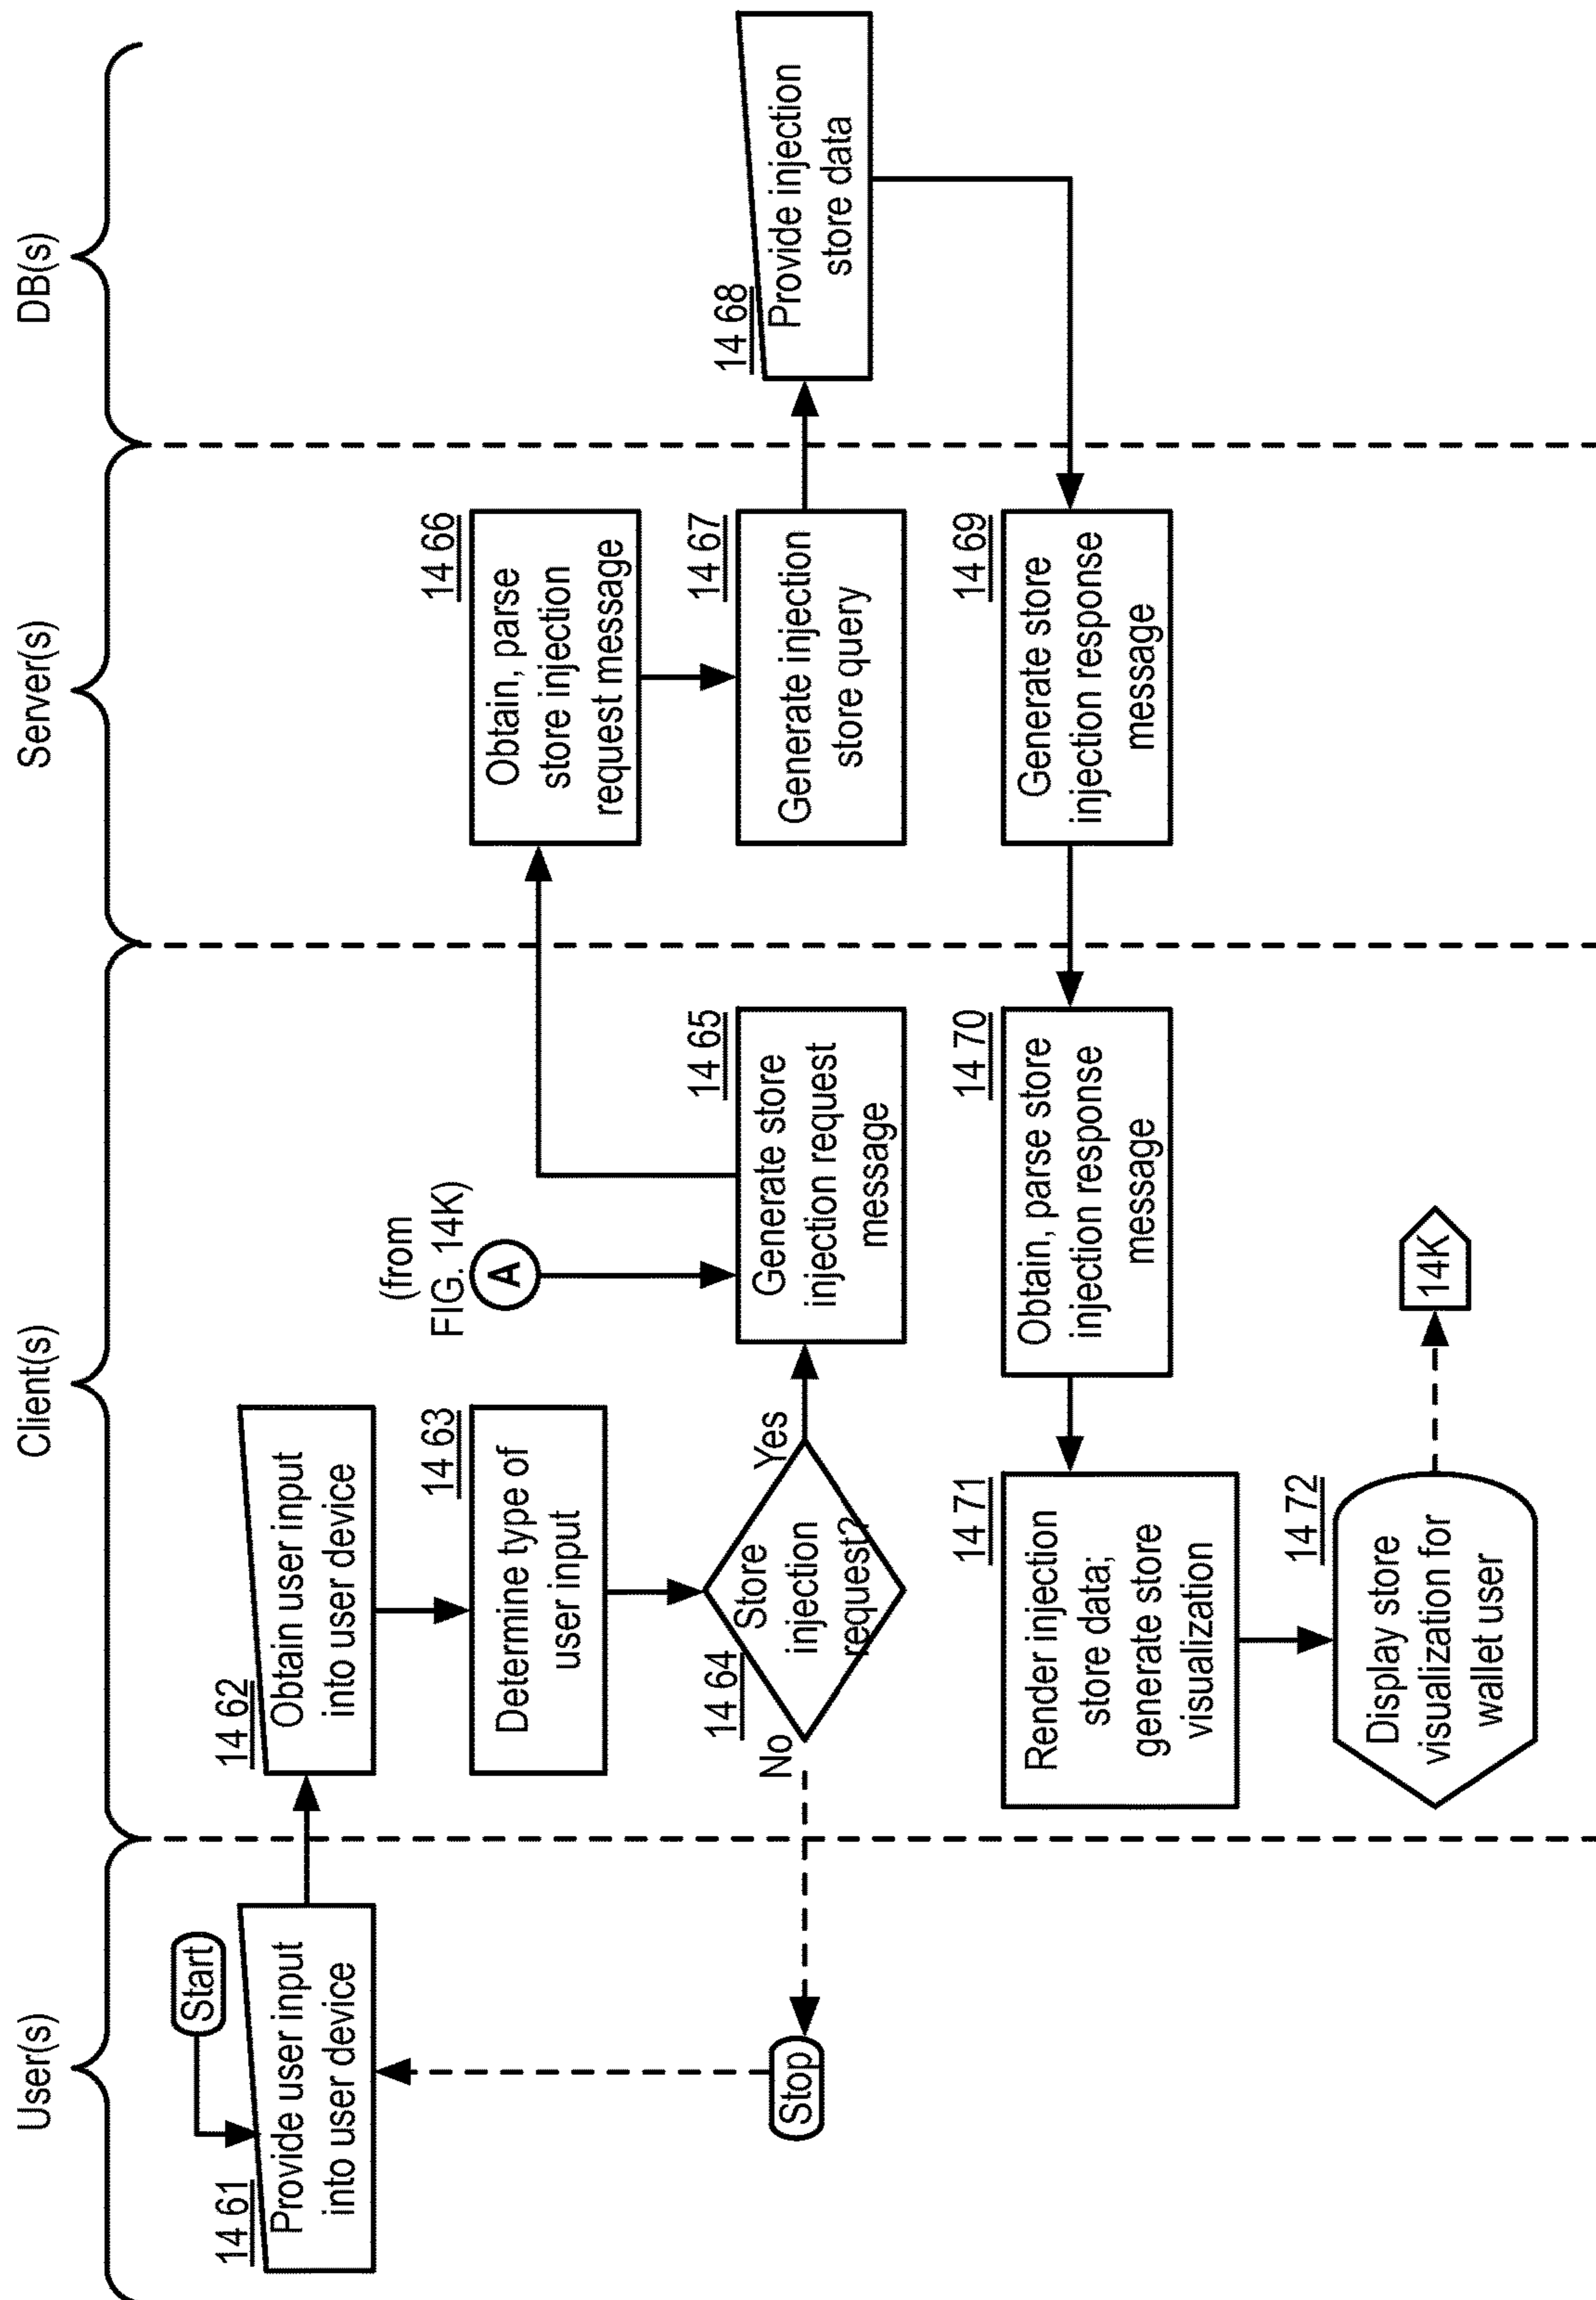 User(s)
Client(s)
Server(s)
DB(s)
Start
14 61
Provide user input
into user device
14 62
Obtain user input
into user device
14 63
Determine type of
user input
14 64
Store
injection
request?
No
Yes
Stop
(from
FIG. 14K)
A
14 65
Generate store
injection request
message
14 66
Obtain, parse
store injection
request message
14 67
Generate injection
store query
14 68
Provide injection
store data
14 69
Generate store
injection response
message
14 70
Obtain, parse store
injection response
message
14 71
Render injection
store data;
generate store
visualization
14 72
Display store
visualization for
wallet user
14K